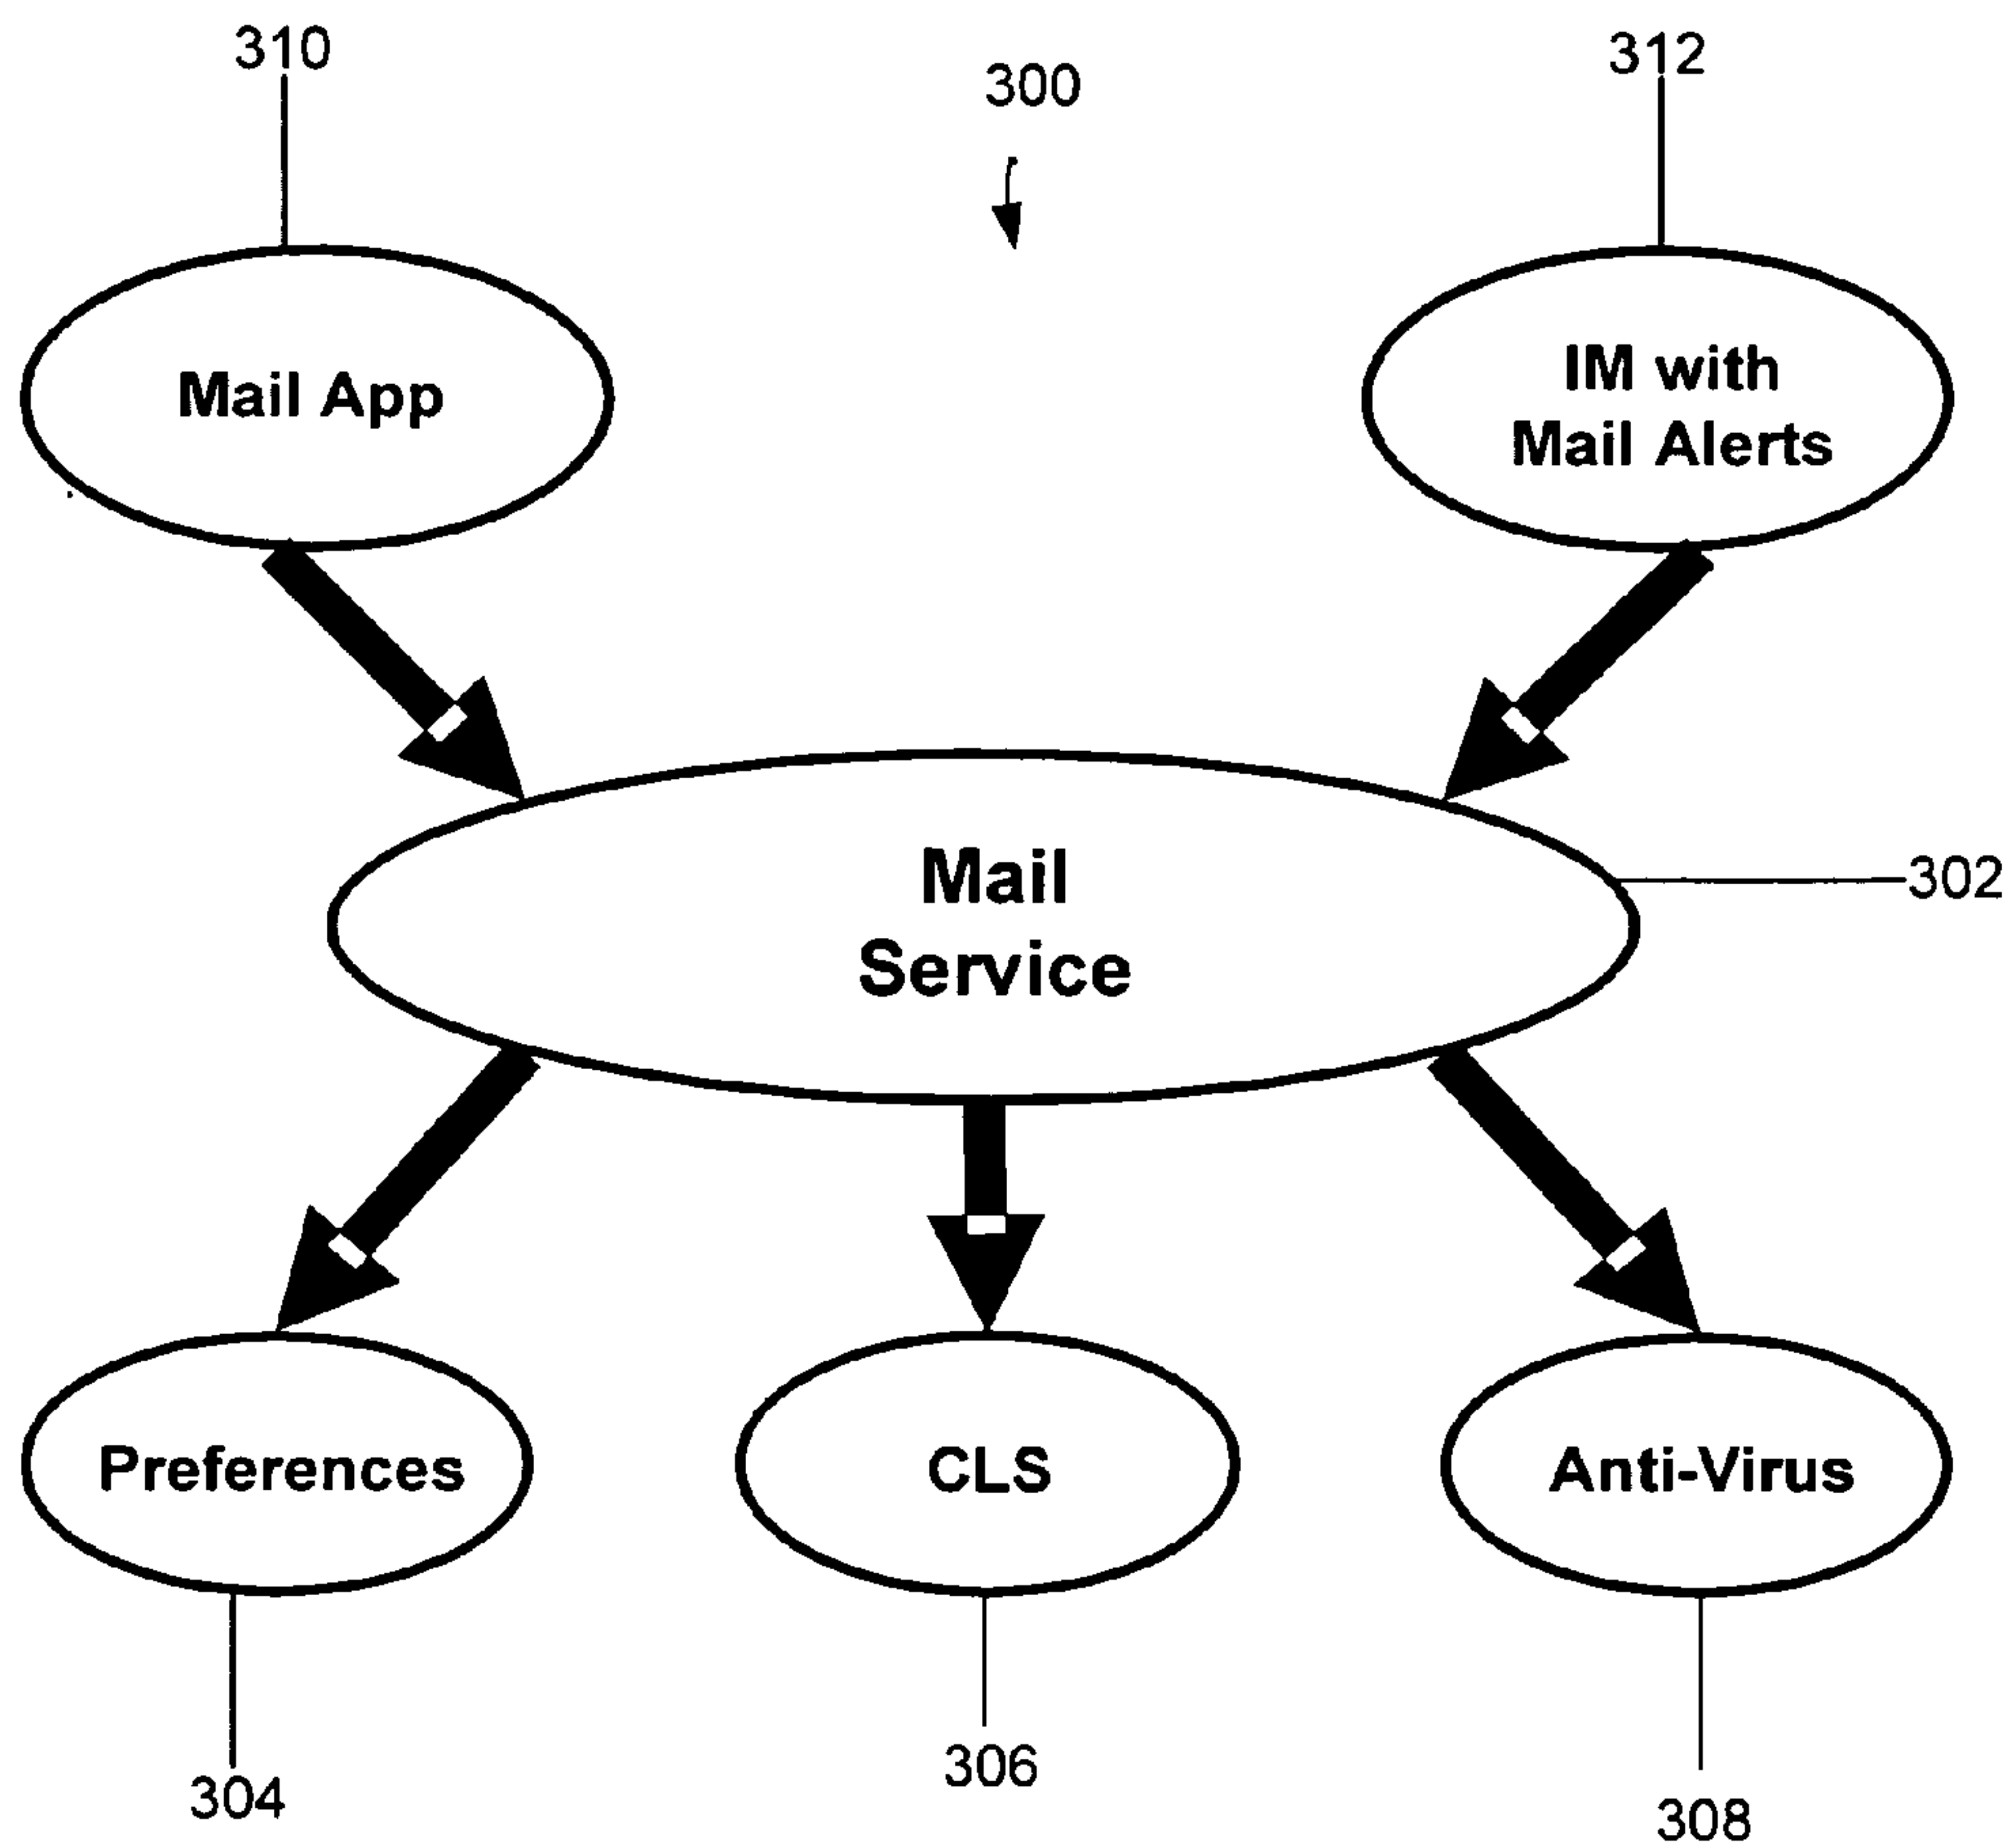 310
300
312
Mail App
IM with
Mail Alerts
Mail
Service
302
Preferences
CLS
Anti-Virus
304
306
308